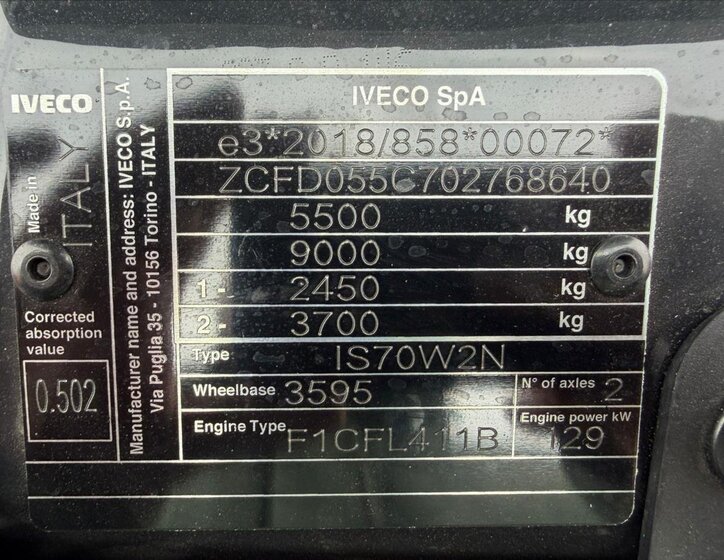 IVECO
Made in
ITALY
Corrected
absorption
value
0.502
Manufacturer name and address: IVECO S.p.A.
Via Puglia 35 - 10156 Torino - ITALY
IVECO SpA
e3*2018/858*00072*
ZCFD055C702768640
5500 kg
9000 kg
1 - 2450 kg
2 - 3700 kg
Type IS70W2N
Wheelbase 3595 N° of axles 2
Engine Type F1CFL411B Engine power kW 129